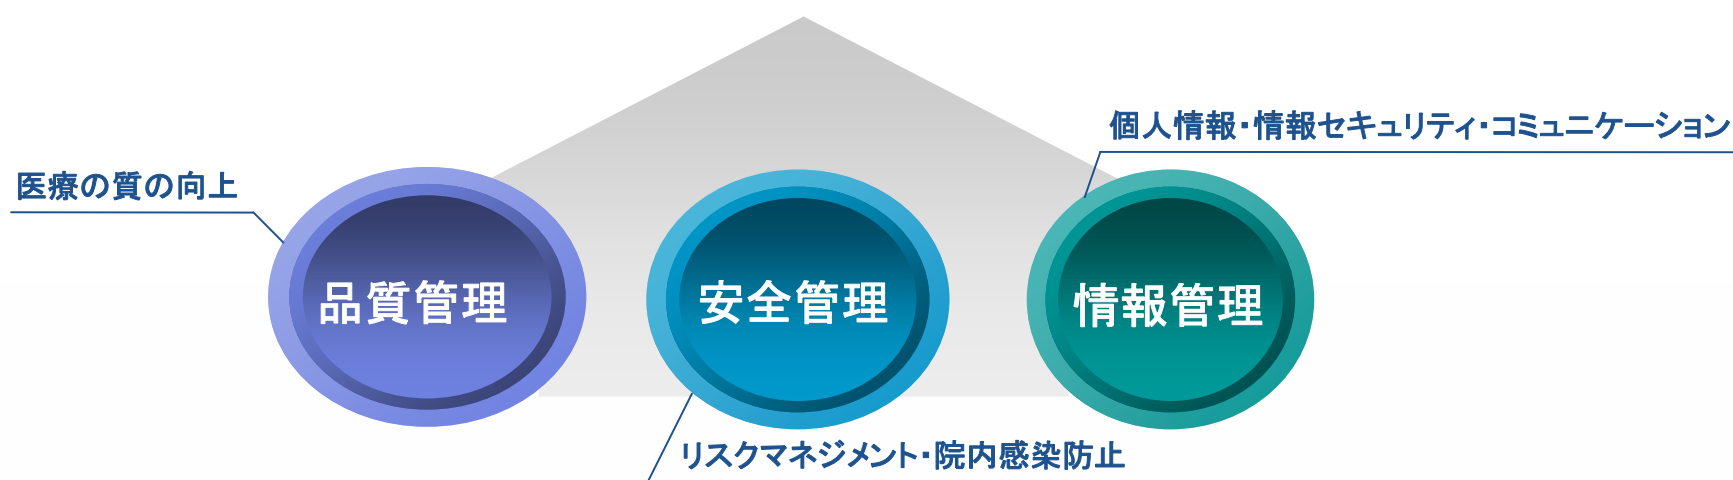 個人情報・情報セキュリティ・コミュニケーション
医療の質の向上
品質管理
安全管理
情報管理
リスクマネジメント・院内感染防止